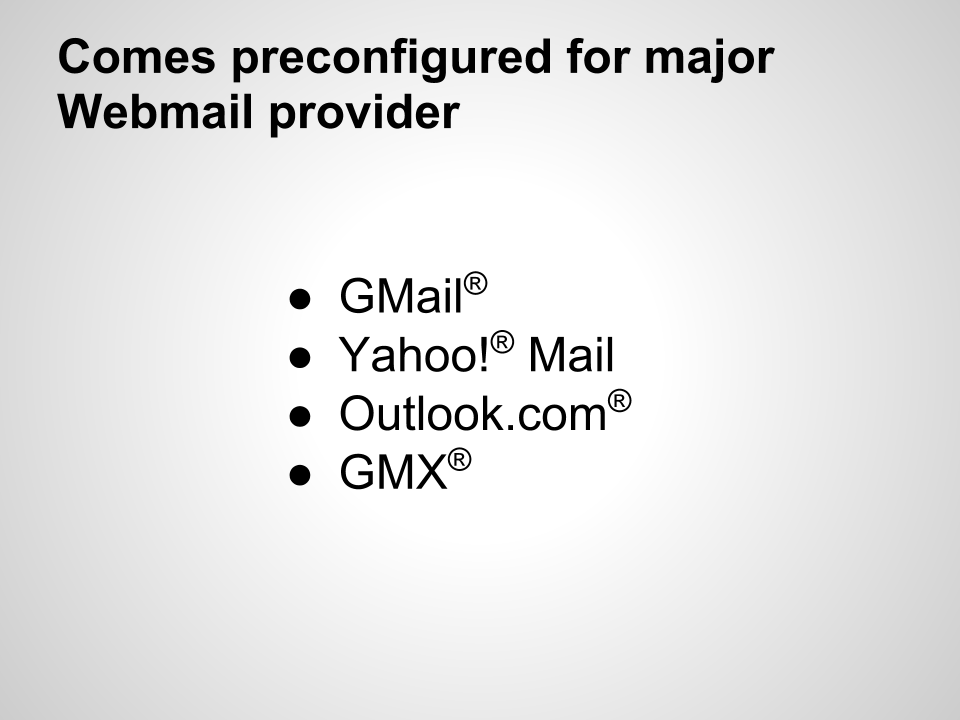 Comes preconfigured for major
Webmail provider
● GMail®
● Yahoo!® Mail
● Outlook.com®
● GMX®